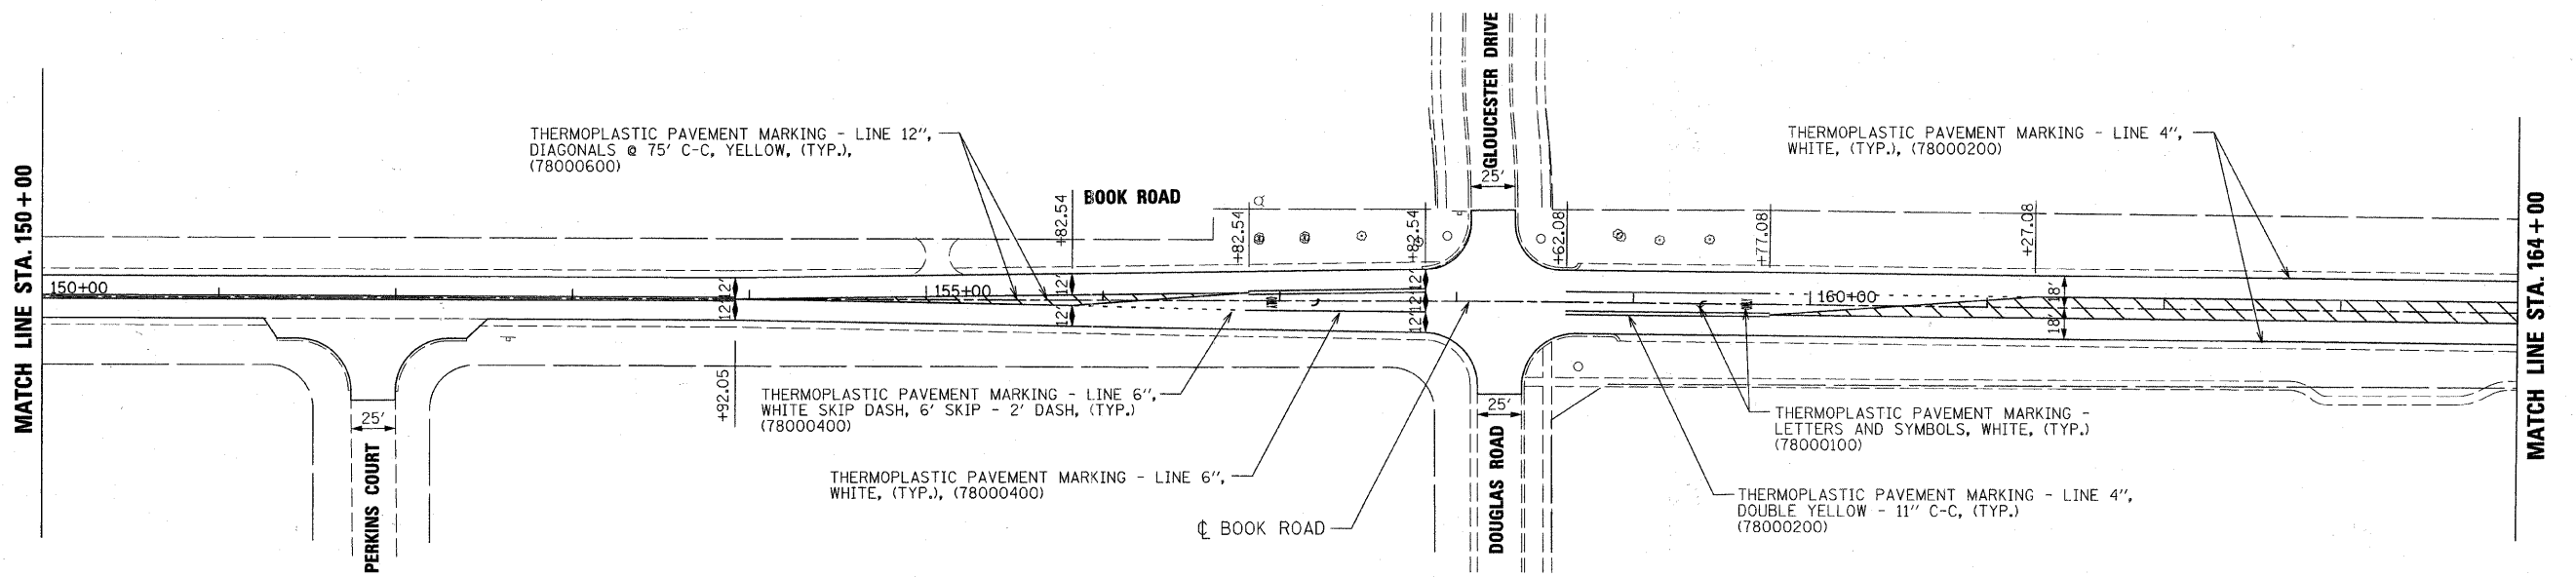 MATCH LINE STA. 150+00
THERMOPLASTIC PAVEMENT MARKING - LINE 12",
DIAGONALS @ 75' C-C, YELLOW, (TYP.),
(78000600)
BOOK ROAD
GLOUCESTER DRIVE
25'
THERMOPLASTIC PAVEMENT MARKING - LINE 4",
WHITE, (TYP.), (78000200)
MATCH LINE STA. 164+00
+82.54
+82.54
+82.54
+62.08
+77.08
+27.08
150+00
155+00
160+00
12'
12'
12'
12'
12'
12'
12'
18'
18'
+92.05
25'
PERKINS COURT
THERMOPLASTIC PAVEMENT MARKING - LINE 6",
WHITE SKIP DASH, 6' SKIP - 2' DASH, (TYP.)
(78000400)
THERMOPLASTIC PAVEMENT MARKING - LINE 6",
WHITE, (TYP.), (78000400)
℄ BOOK ROAD
25'
DOUGLAS ROAD
THERMOPLASTIC PAVEMENT MARKING -
LETTERS AND SYMBOLS, WHITE, (TYP.)
(78000100)
THERMOPLASTIC PAVEMENT MARKING - LINE 4",
DOUBLE YELLOW - 11" C-C, (TYP.)
(78000200)